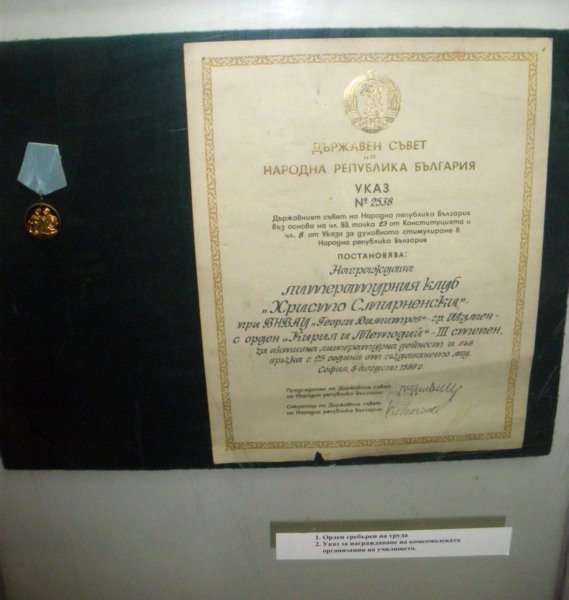 ДЪРЖАВЕН СЪВЕТ
НА
НАРОДНА РЕПУБЛИКА БЪЛГАРИЯ
УКАЗ
№ 2538
Държавният съвет на Народна република България
въз основа на чл. 93, точка 23 от Конституцията и
чл. 8 от Указа за духовното стимулиране в
Народна република България
ПОСТАНОВЯВА:
Награждава
литературния клуб
„Христо Смирненски“
при ВНВАУ „Георги Димитров“ - гр. Шумен -
с орден „Кирил и Методий“ - III степен,
за активна литературна дейност и във
връзка с 25 години от създаването му.
София, 8 август 1986 г.
Председател на Държавния съвет
на Народна република България:
Секретар на Държавния съвет
на Народна република България:
1. Орден сребърен на труда
2. Указ за награждаване на комсомолската
организация на училището.